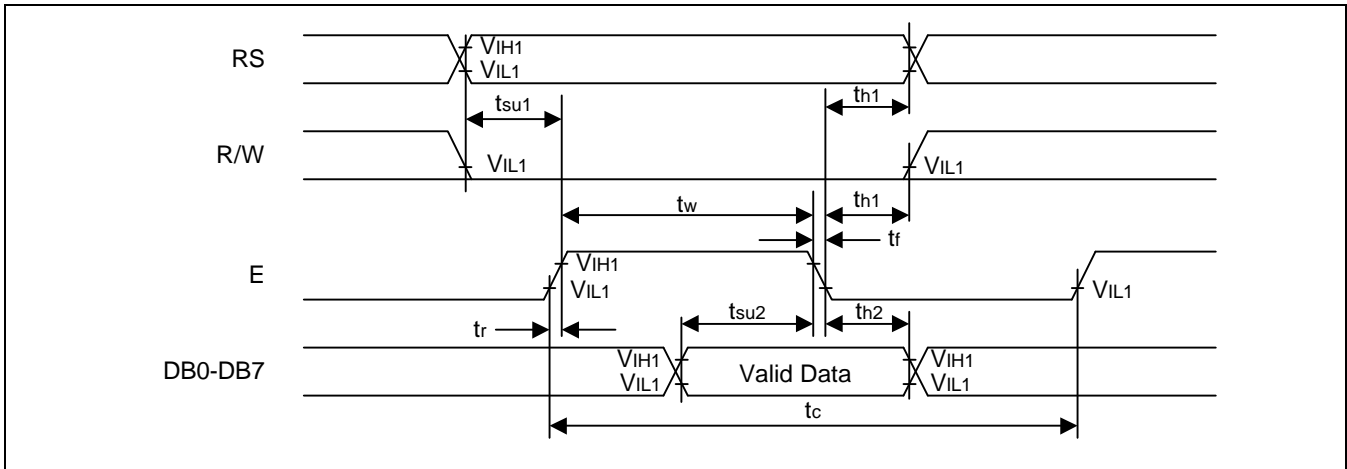 RS
VIH1
VIL1
tsu1
th1
R/W
VIL1
VIL1
tw
th1
tf
E
VIH1
VIL1
VIL1
tr
tsu2
th2
DB0-DB7
VIH1
VIL1
Valid Data
VIH1
VIL1
tc